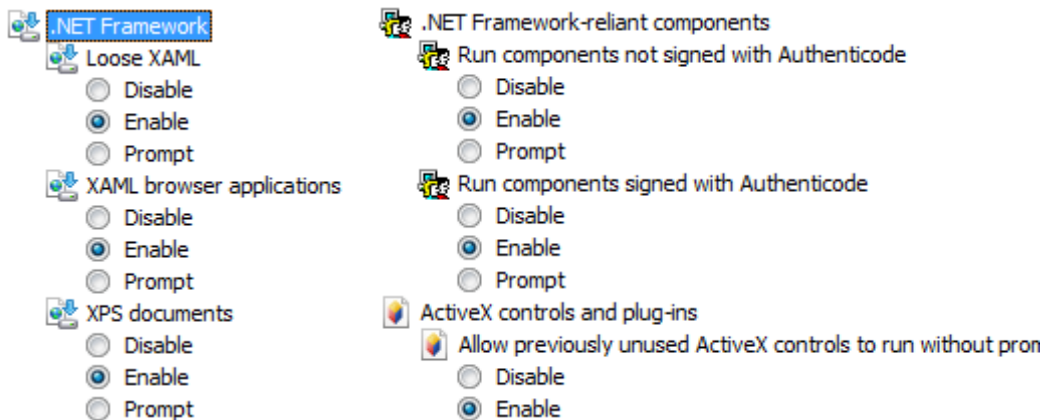 .NET Framework
Loose XAML
Disable
Enable
Prompt
XAML browser applications
Disable
Enable
Prompt
XPS documents
Disable
Enable
Prompt
.NET Framework-reliant components
Run components not signed with Authenticode
Disable
Enable
Prompt
Run components signed with Authenticode
Disable
Enable
Prompt
ActiveX controls and plug-ins
Allow previously unused ActiveX controls to run without
Disable
Enable